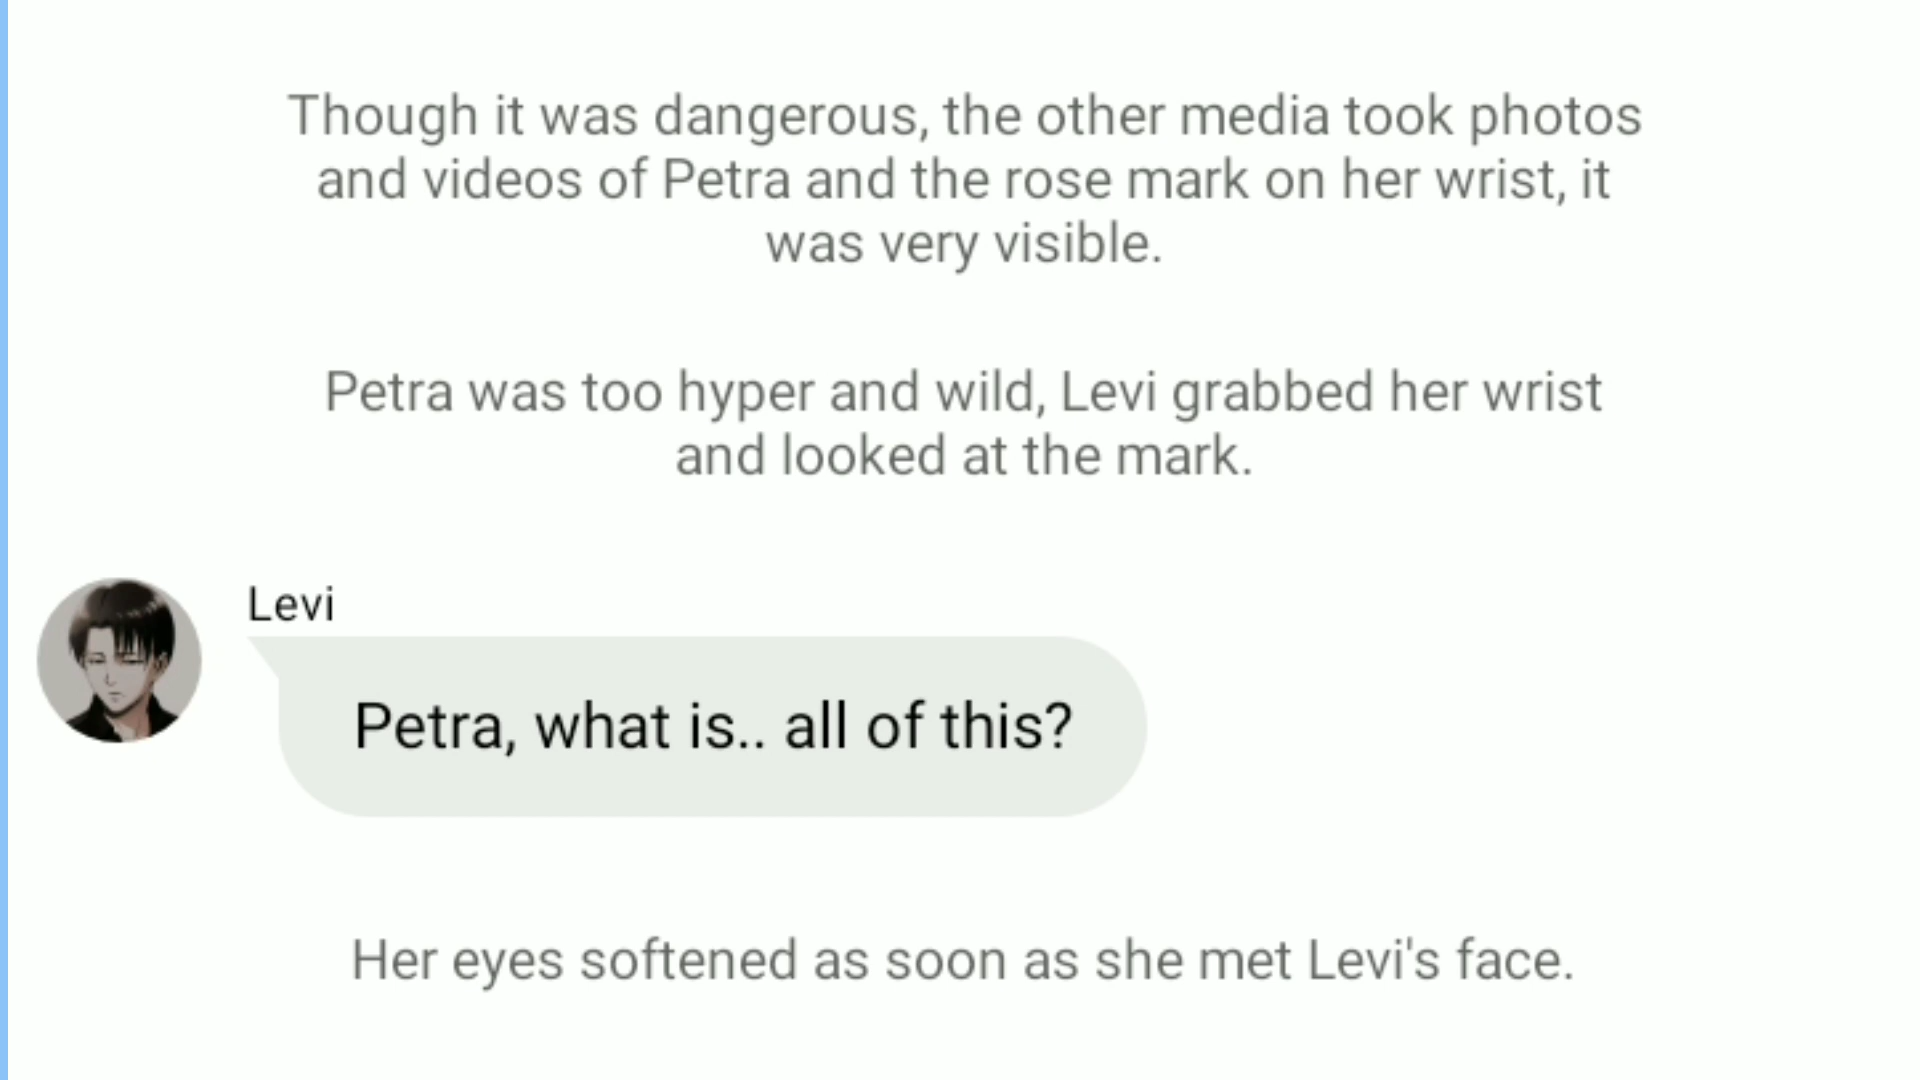 Though it was dangerous, the other media took photos
and videos of Petra and the rose mark on her wrist, it
was very visible.
Petra was too hyper and wild, Levi grabbed her wrist
and looked at the mark.
Levi
Petra, what is.. all of this?
Her eyes softened as soon as she met Levi's face.